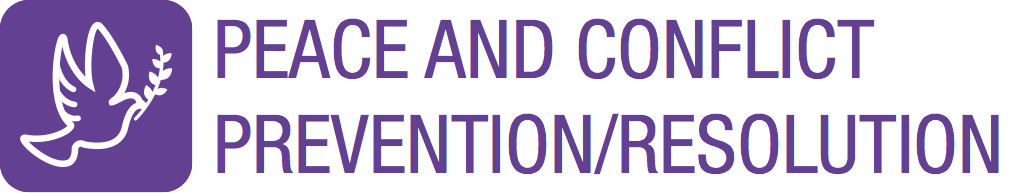 PEACE AND CONFLICT
PREVENTION/RESOLUTION